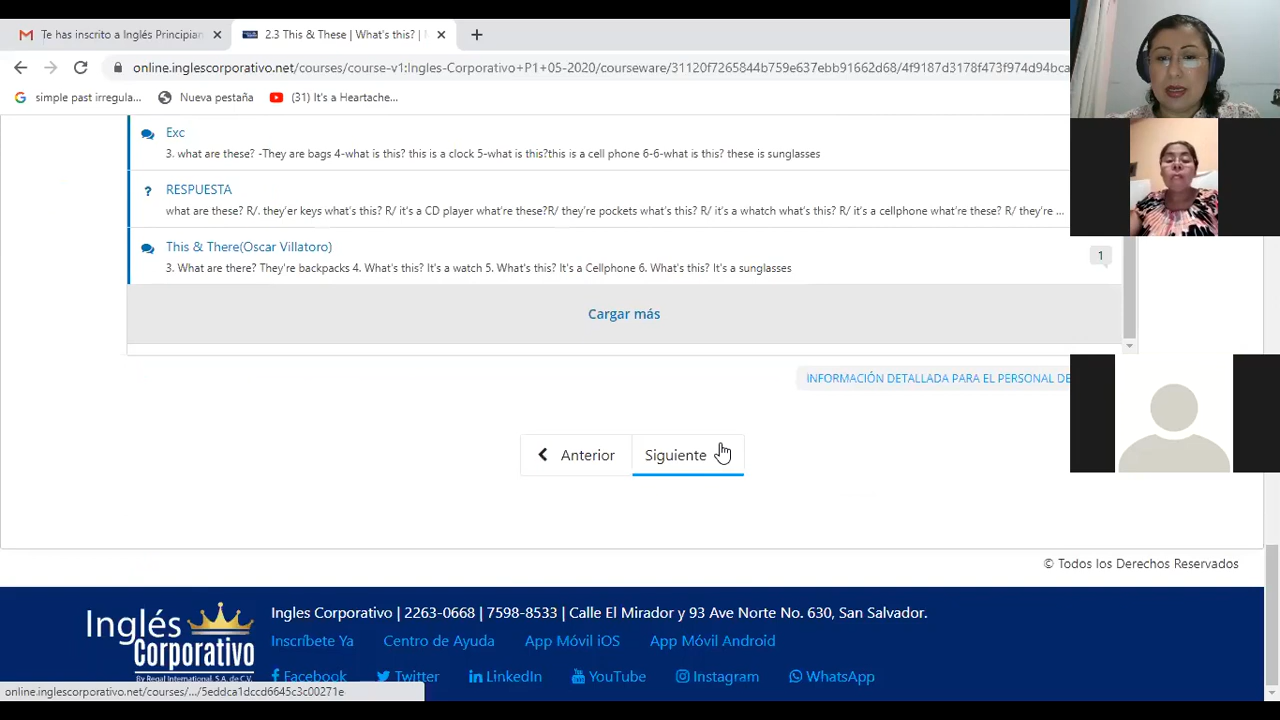 Te has inscrito a Inglés Principian
2.3 This & These | What's this? |
online.inglescorporativo.net/courses/course-v1:Ingles-Corporativo+P1+05-2020/courseware/31120f7265844b759e637ebb91662d68/4f9187d3178f473f974d94bca
simple past irregula...
Nueva pestaña
(31) It's a Heartache...
Exc
3. what are these? -They are bags 4-what is this? this is a clock 5-what is this?this is a cell phone 6-6-what is this? these is sunglasses
RESPUESTA
what are these? R/. they'er keys what's this? R/ it's a CD player what're these?R/ they're pockets what's this? R/ it's a whatch what's this? R/ it's a cellphone what're these? R/ they're ...
This & There(Oscar Villatoro)
3. What are there? They're backpacks 4. What's this? It's a watch 5. What's this? It's a Cellphone 6. What's this? It's a sunglasses
1
Cargar más
INFORMACIÓN DETALLADA PARA EL PERSONAL DE
Anterior
Siguiente
© Todos los Derechos Reservados
Inglés Corporativo
By Regal International S.A. de C.V.
Ingles Corporativo | 2263-0668 | 7598-8533 | Calle El Mirador y 93 Ave Norte No. 630, San Salvador.
Inscríbete Ya
Centro de Ayuda
App Móvil iOS
App Móvil Android
Facebook
Twitter
LinkedIn
YouTube
Instagram
WhatsApp
online.inglescorporativo.net/courses/.../5eddca1dccd6645c3c00271e